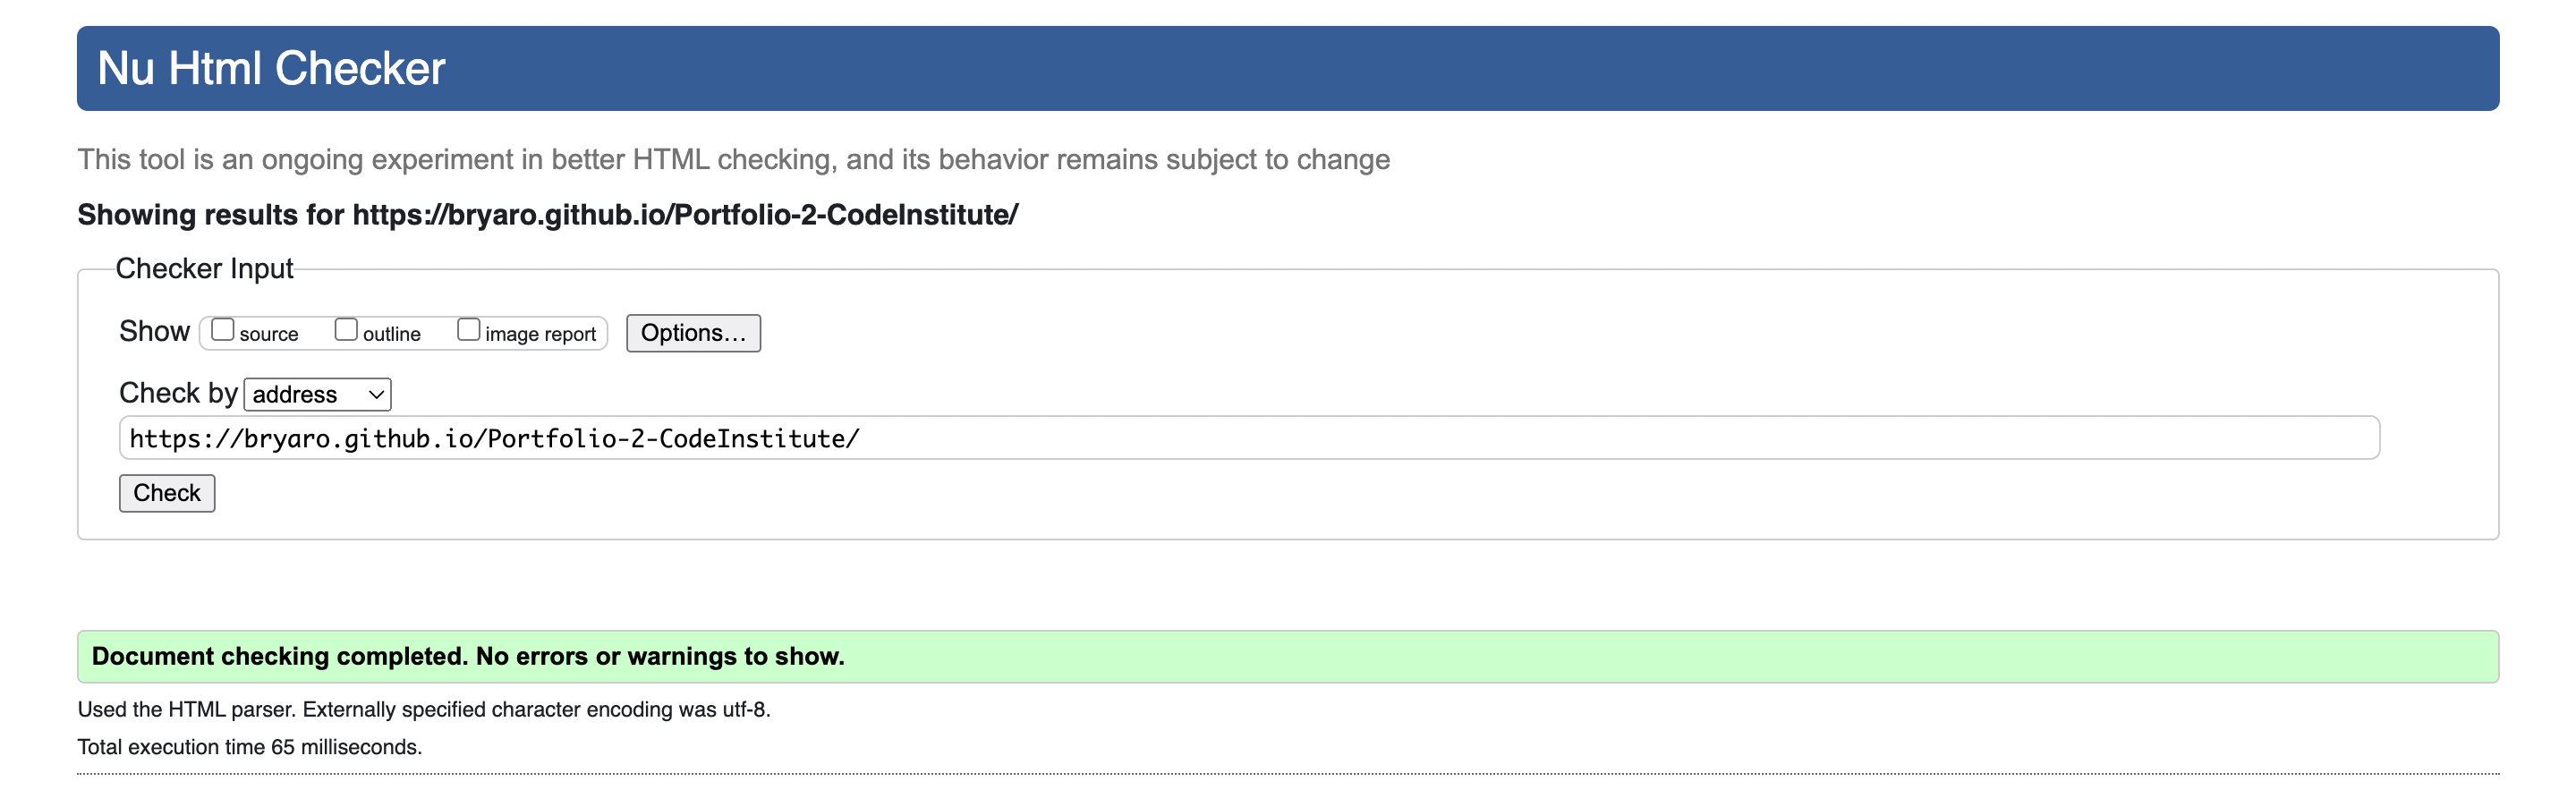 Nu Html Checker
This tool is an ongoing experiment in better HTML checking, and its behavior remains subject to change
Showing results for https://bryaro.github.io/Portfolio-2-CodeInstitute/
Checker Input
Show source outline image report Options...
Check by address
https://bryaro.github.io/Portfolio-2-CodeInstitute/
Check
Document checking completed. No errors or warnings to show.
Used the HTML parser. Externally specified character encoding was utf-8.
Total execution time 65 milliseconds.